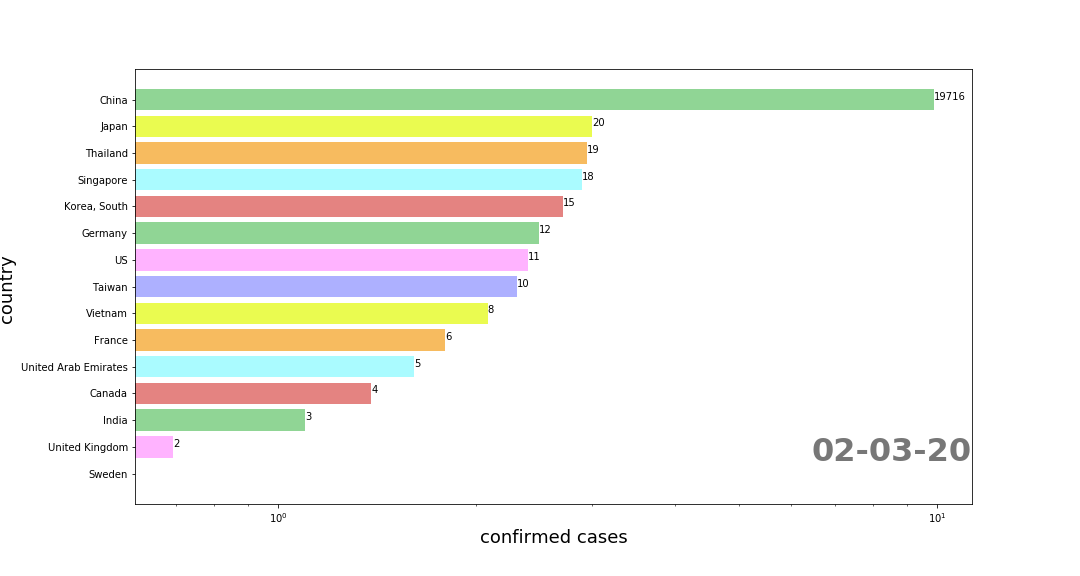 China 19716
Japan 20
Thailand 19
Singapore 18
Korea, South 15
Germany 12
US 11
Taiwan 10
Vietnam 8
France 6
United Arab Emirates 5
Canada 4
India 3
United Kingdom 2
Sweden
country
02-03-20
10⁰ 10¹
confirmed cases